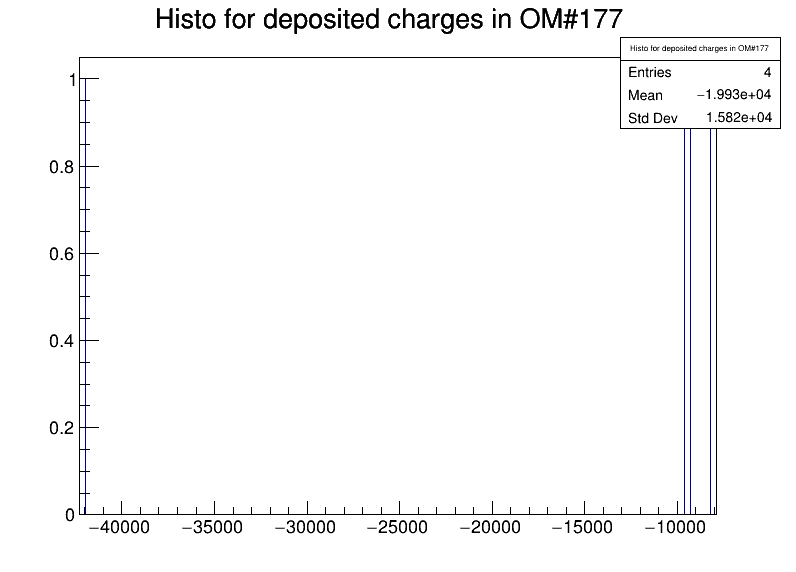 Histo for deposited charges in OM#177
Histo for deposited charges in OM#177
Entries 4
Mean −1.993e+04
Std Dev 1.582e+04
1
0.8
0.6
0.4
0.2
0
−40000 −35000 −30000 −25000 −20000 −15000 −10000